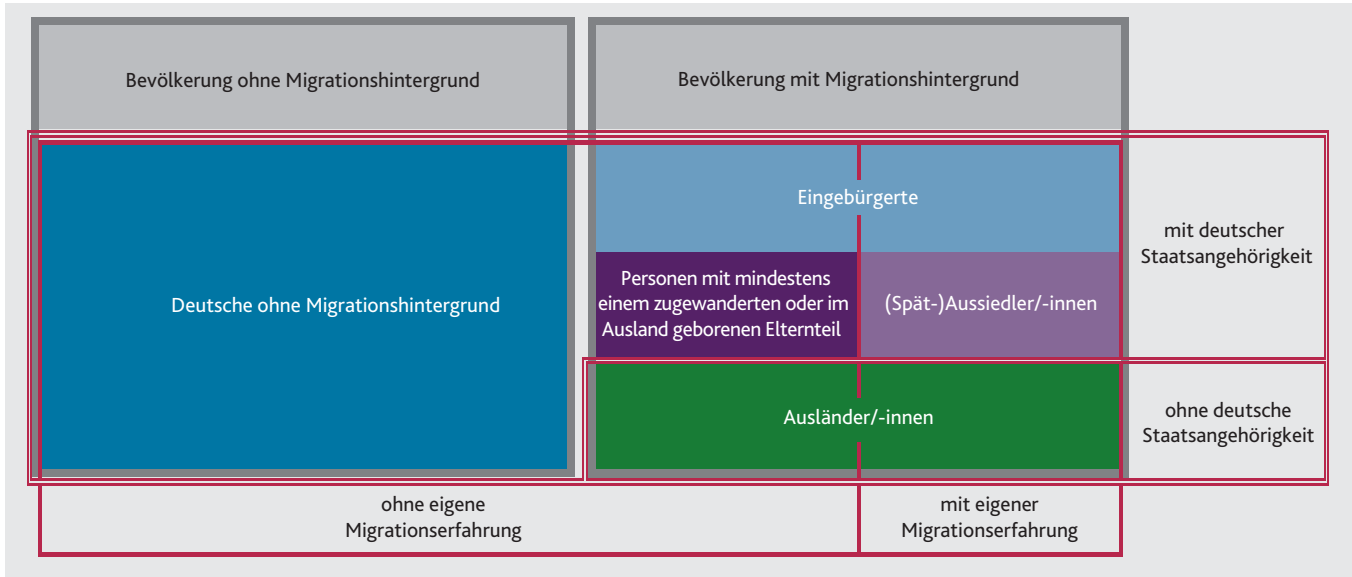 Bevölkerung ohne Migrationshintergrund
Bevölkerung mit Migrationshintergrund
Eingebürgerte
mit deutscher
Staatsangehörigkeit
Deutsche ohne Migrationshintergrund
Personen mit mindestens
einem zugewanderten oder im
Ausland geborenen Elternteil
(Spät-)Aussiedler/-innen
Ausländer/-innen
ohne deutsche
Staatsangehörigkeit
ohne eigene
Migrationserfahrung
mit eigener
Migrationserfahrung